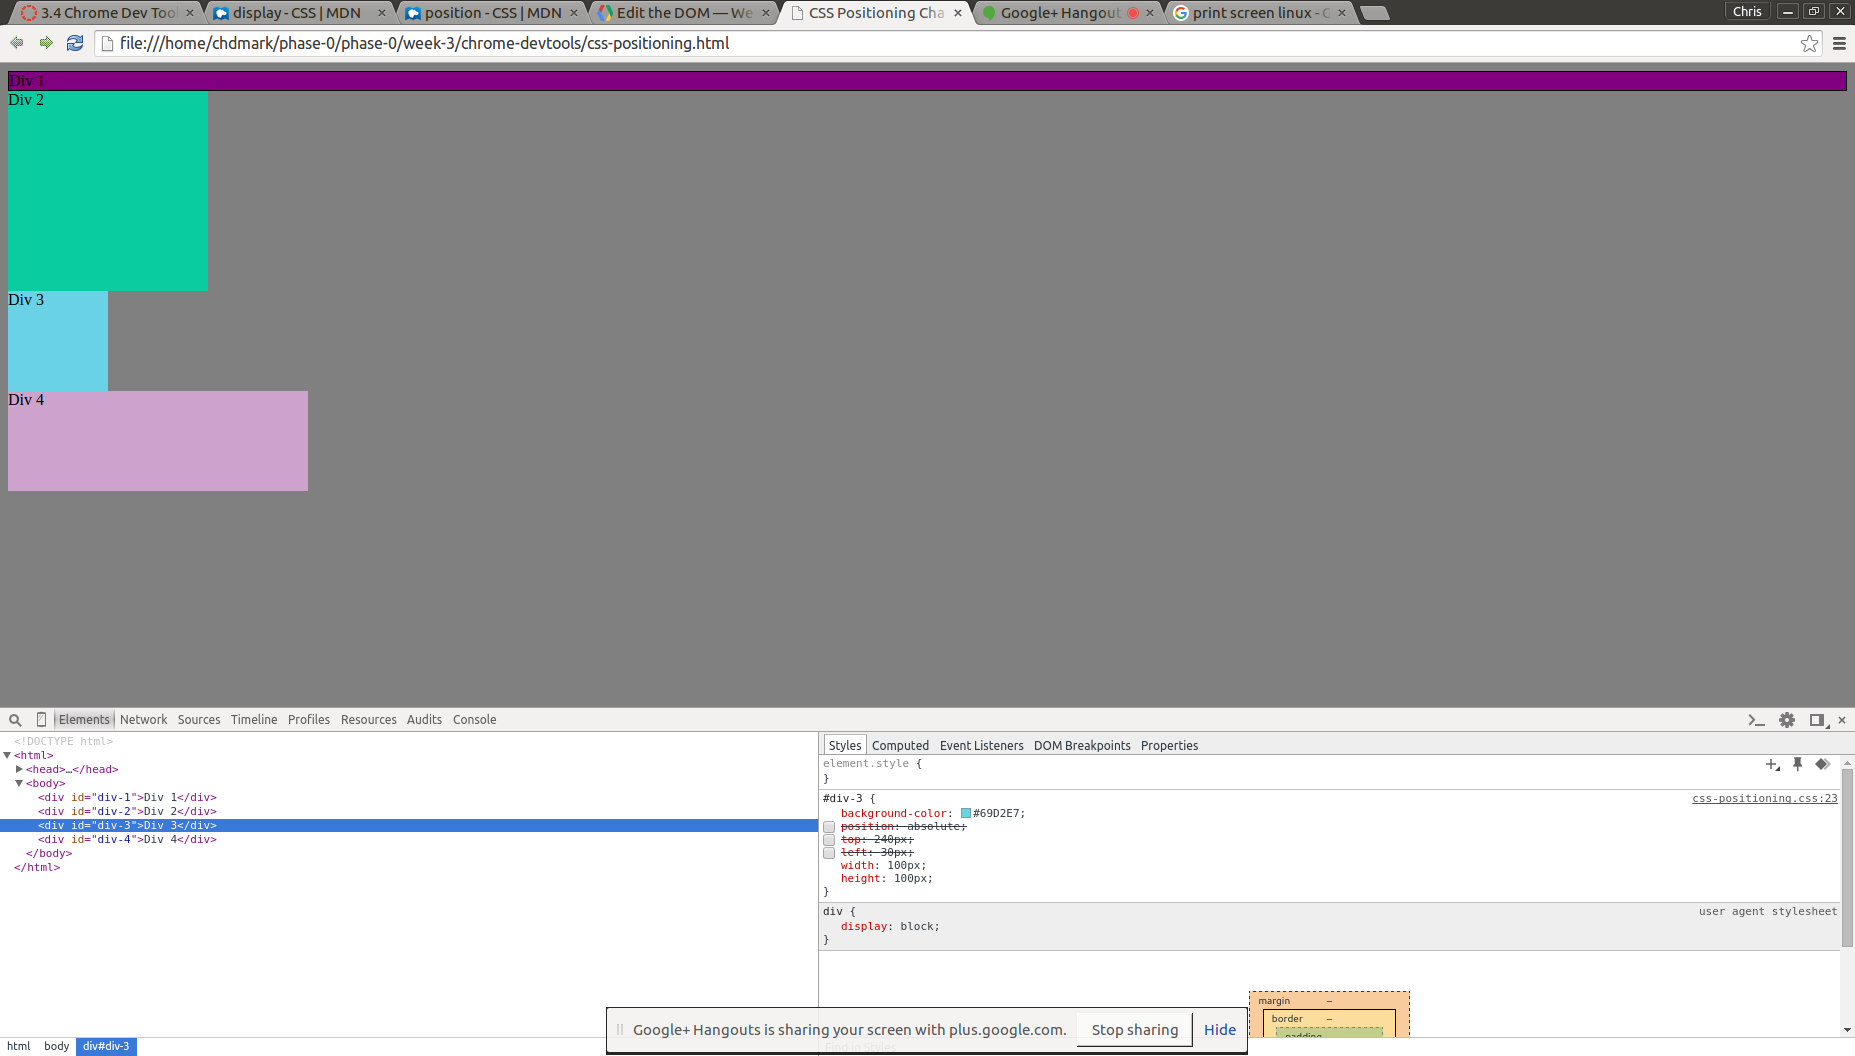 3.4 Chrome Dev Tool
display - CSS | MDN
position - CSS | MDN
Edit the DOM — We
CSS Positioning Cha
Google+ Hangout
print screen linux - G
Chris
file:///home/chdmark/phase-0/phase-0/week-3/chrome-devtools/css-positioning.html
Div 1
Div 2
Div 3
Div 4
Elements Network Sources Timeline Profiles Resources Audits Console
<!DOCTYPE html>
<html>
<head>…</head>
<body>
<div id="div-1">Div 1</div>
<div id="div-2">Div 2</div>
<div id="div-3">Div 3</div>
<div id="div-4">Div 4</div>
</body>
</html>
Styles Computed Event Listeners DOM Breakpoints Properties
element.style {
}
#div-3 { css-positioning.css:23
background-color: #69D2E7;
position: absolute;
top: 240px;
left: 30px;
width: 100px;
height: 100px;
}
div { user agent stylesheet
display: block;
}
margin –
border –
padding
Google+ Hangouts is sharing your screen with plus.google.com. Stop sharing Hide
Find in Styles
html body div#div-3